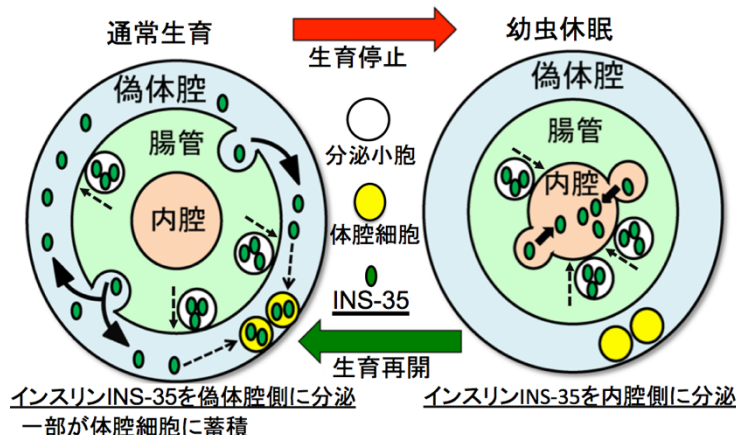 通常生育
生育停止
幼虫休眠
偽体腔
腸管
内腔
分泌小胞
体腔細胞
INS-35
偽体腔
腸管
内腔
生育再開
インスリンINS-35を偽体腔側に分泌
一部が体腔細胞に蓄積
インスリンINS-35を内腔側に分泌